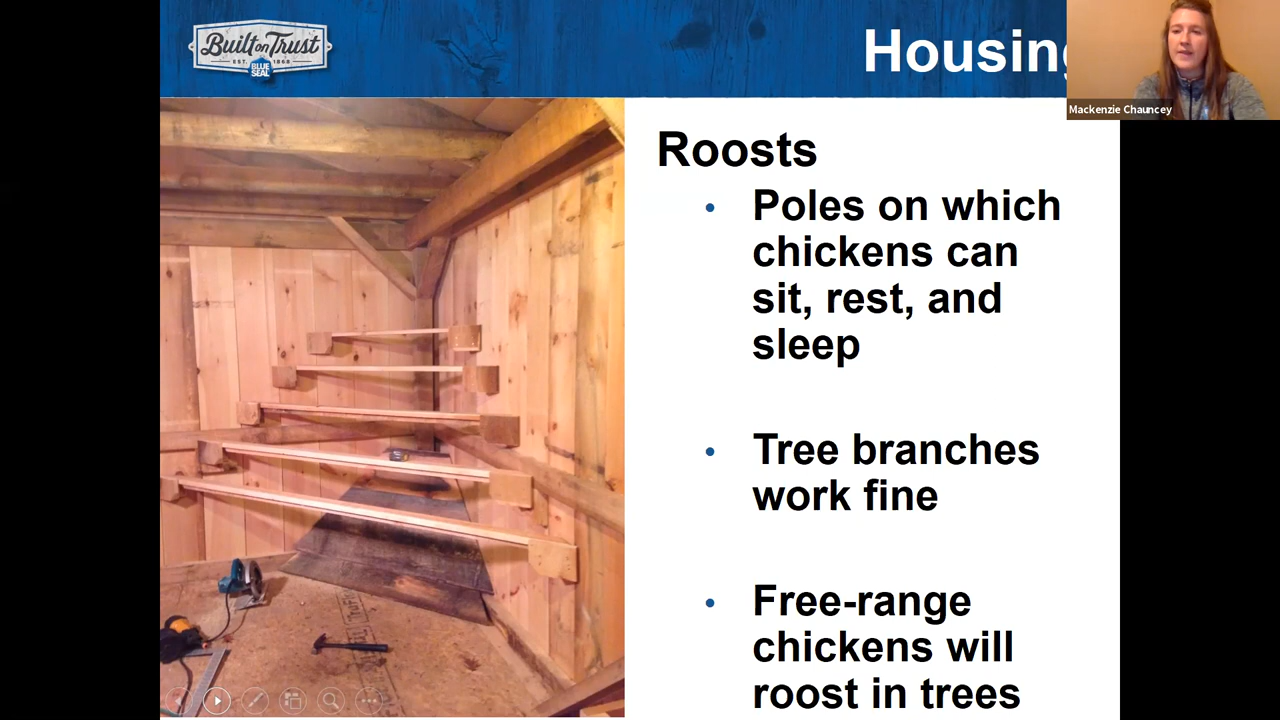 Built on Trust
EST. 1868
BLUE
SEAL
Housing
Mackenzie Chauncey
Roosts
• Poles on which
chickens can
sit, rest, and
sleep
• Tree branches
work fine
• Free-range
chickens will
roost in trees